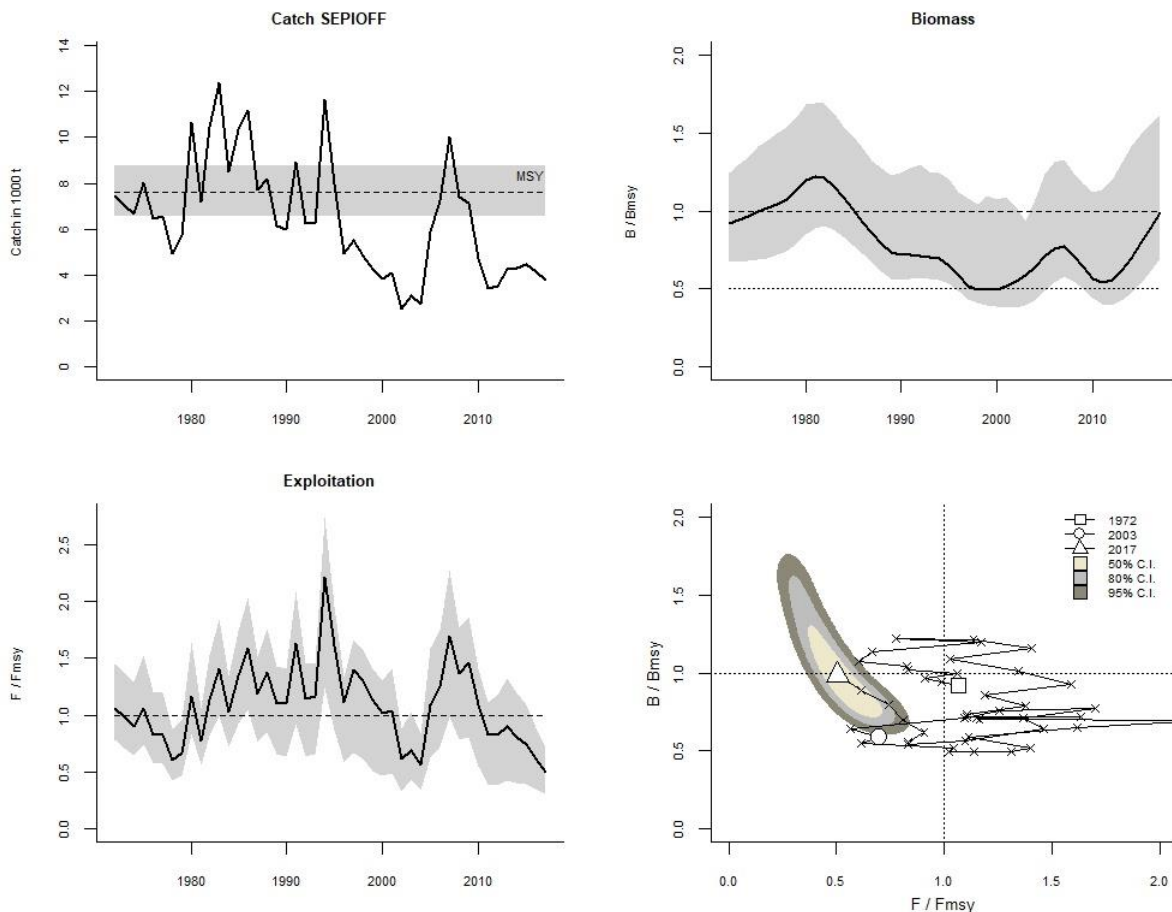 Catch SEPIOFF
Catch in 1000 t
14
12
10
8
6
4
2
0
MSY
1980 1990 2000 2010
Biomass
B / Bmsy
2.0
1.5
1.0
0.5
0.0
1980 1990 2000 2010
Exploitation
F / Fmsy
2.5
2.0
1.5
1.0
0.5
0.0
1980 1990 2000 2010
B / Bmsy
2.0
1.5
1.0
0.5
0.0
1972
2003
2017
50% C.I.
80% C.I.
95% C.I.
0.0 0.5 1.0 1.5 2.0
F / Fmsy